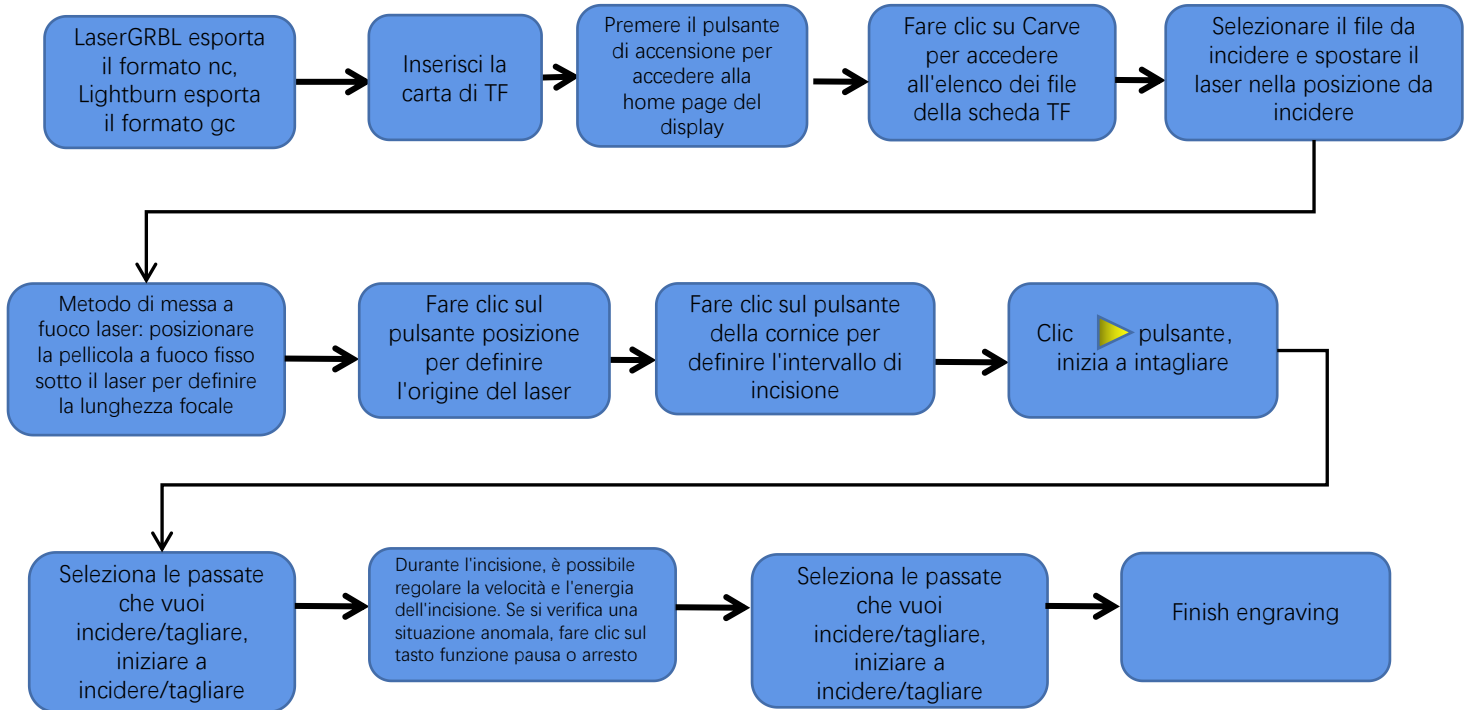 LaserGRBL esporta
il formato nc,
Lightburn esporta
il formato gc
Inserisci la
carta di TF
Premere il pulsante
di accensione per
accedere alla
home page del
display
Fare clic su Carve
per accedere
all'elenco dei file
della scheda TF
Selezionare il file da
incidere e spostare il
laser nella posizione da
incidere
Metodo di messa a
fuoco laser: posizionare
la pellicola a fuoco fisso
sotto il laser per definire
la lunghezza focale
Fare clic sul
pulsante posizione
per definire
l'origine del laser
Fare clic sul pulsante
della cornice per
definire l'intervallo di
incisione
Clic pulsante,
inizia a intagliare
Seleziona le passate
che vuoi
incidere/tagliare,
iniziare a
incidere/tagliare
Durante l'incisione, è possibile
regolare la velocità e l'energia
dell'incisione. Se si verifica una
situazione anomala, fare clic sul
tasto funzione pausa o arresto
Seleziona le passate
che vuoi
incidere/tagliare,
iniziare a
incidere/tagliare
Finish engraving